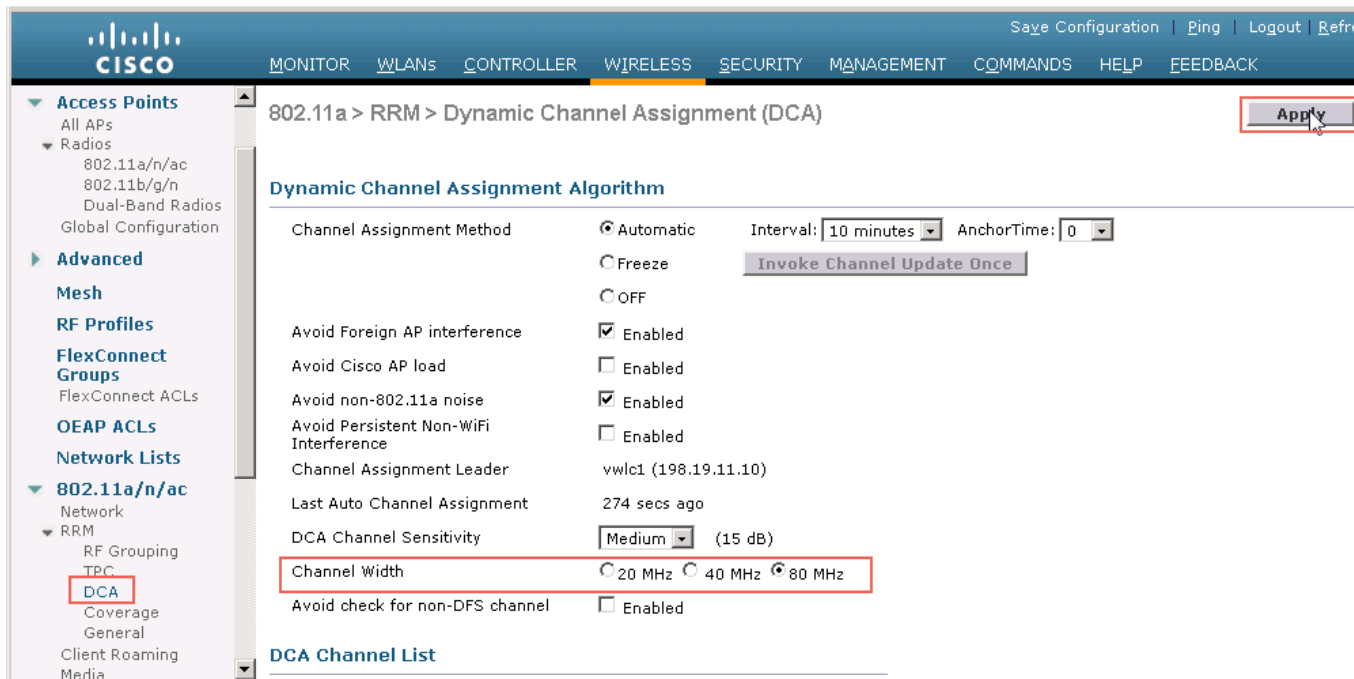 Save Configuration | Ping | Logout | Refre
CISCO
MONITOR WLANs CONTROLLER WIRELESS SECURITY MANAGEMENT COMMANDS HELP FEEDBACK
Access Points
All APs
Radios
802.11a/n/ac
802.11b/g/n
Dual-Band Radios
Global Configuration
Advanced
Mesh
RF Profiles
FlexConnect
Groups
FlexConnect ACLs
OEAP ACLs
Network Lists
802.11a/n/ac
Network
RRM
RF Grouping
TPC
DCA
Coverage
General
Client Roaming
Media
802.11a > RRM > Dynamic Channel Assignment (DCA)
Apply
Dynamic Channel Assignment Algorithm
Channel Assignment Method Automatic Interval: 10 minutes AnchorTime: 0
Freeze Invoke Channel Update Once
OFF
Avoid Foreign AP interference Enabled
Avoid Cisco AP load Enabled
Avoid non-802.11a noise Enabled
Avoid Persistent Non-WiFi
Interference Enabled
Channel Assignment Leader vwlc1 (198.19.11.10)
Last Auto Channel Assignment 274 secs ago
DCA Channel Sensitivity Medium (15 dB)
Channel Width 20 MHz 40 MHz 80 MHz
Avoid check for non-DFS channel Enabled
DCA Channel List